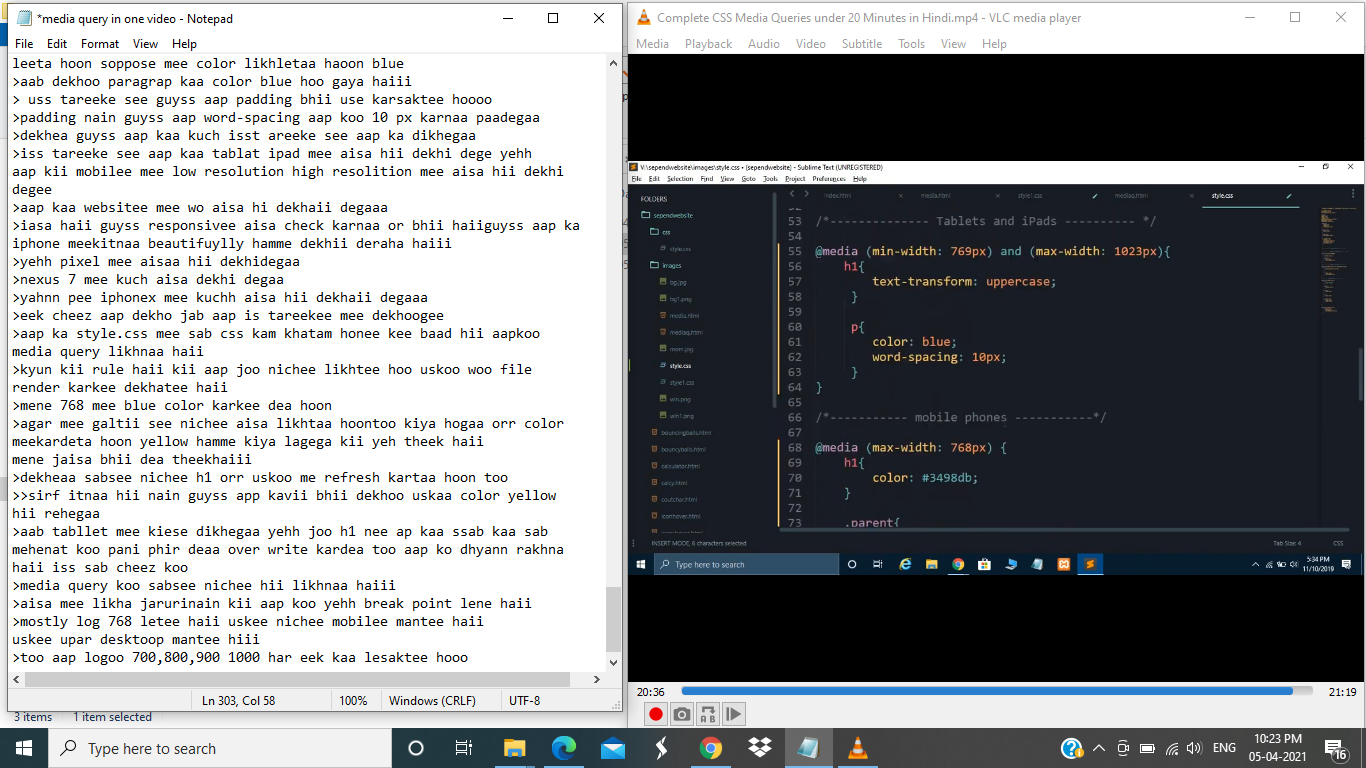 *media query in one video - Notepad
File Edit Format View Help
leeta hoon soppose mee color likhletaa haoon blue
>aab dekhoo paragrap kaa color blue hoo gaya haiii
> uss tareeke see guyss aap padding bhii use karsaktee hoooo
>padding nain guyss aap word-spacing aap koo 10 px karnaa paadegaa
>dekhea guyss aap kaa kuch isst areeke see aap ka dikhegaa
>iss tareeke see aap kaa tablat ipad mee aisa hii dekhi dege yehh
aap kii mobilee mee low resolution high resolition mee aisa hii dekhi
degee
>aap kaa websitee mee wo aisa hi dekhaii degaaa
>iasa haii guyss responsivee aisa check karnaa or bhii haiiguyss aap ka
iphone meekitnaa beautifuylly hamme dekhii deraha haiii
>yehh pixel mee aisaa hii dekhidegaa
>nexus 7 mee kuch aisa dekhi degaa
>yahnn pee iphonex mee kuchh aisa hii dekhaii degaaa
>eek cheez aap dekho jab aap is tareekee mee dekhoogee
>aap ka style.css mee sab css kam khatam honee kee baad hii aapkoo
media query likhnaa haii
>kyun kii rule haii kii aap joo nichee likhtee hoo uskoo woo file
render karkee dekhatee haii
>mene 768 mee blue color karkee dea hoon
>agar mee galtii see nichee aisa likhtaa hoontoo kiya hogaa orr color
meekardeta hoon yellow hamme kiya lagega kii yeh theek haii
mene jaisa bhii dea theekhaiii
>dekheaa sabsee nichee h1 orr uskoo me refresh kartaa hoon too
>>sirf itnaa hii nain guyss app kavii bhii dekhoo uskaa color yellow
hii rehegaa
>aab tabllet mee kiese dikhegaa yehh joo h1 nee ap kaa ssab kaa sab
mehenat koo pani phir deaa over write kardea too aap ko dhyann rakhna
haii iss sab cheez koo
>media query koo sabsee nichee hii likhnaa haiii
>aisa mee likha jarurinain kii aap koo yehh break point lene haii
>mostly log 768 letee haii uskee nichee mobilee mantee haii
uskee upar desktoop mantee hiii
>too aap logoo 700,800,900 1000 har eek kaa lesaktee hooo
Ln 303, Col 58 100% Windows (CRLF) UTF-8
3 items 1 item selected
Complete CSS Media Queries under 20 Minutes in Hindi.mp4 - VLC media player
Media Playback Audio Video Subtitle Tools View Help
V:\sependwebsite\images\style.css • (sependwebsite) - Sublime Text (UNREGISTERED)
File Edit Selection Find View Goto Tools Project Preferences Help
index.html media.html style1.css mediaq.html style.css
FOLDERS
sependwebsite
css
style.css
images
bg.jpg
bg1.png
media.html
mediaq.html
mom.jpg
style.css
style1.css
win.png
win1.png
bouncingballs.html
bouncyballs.html
calculator.html
calcy.html
coutchar.html
iconhover.html
53 /*-------------- Tablets and iPads ---------- */
54
55 @media (min-width: 769px) and (max-width: 1023px){
56 h1{
57 text-transform: uppercase;
58 }
59
60 p{
61 color: blue;
62 word-spacing: 10px;
63 }
64 }
65
66 /*----------- mobile phones -----------*/
67
68 @media (max-width: 768px) {
69 h1{
70 color: #3498db;
71 }
72
73 .parent{
INSERT MODE, 6 characters selected Tab Size: 4 CSS
Type here to search
5:34 PM
11/10/2019
20:36 21:19
Type here to search
ENG
10:23 PM
05-04-2021
16